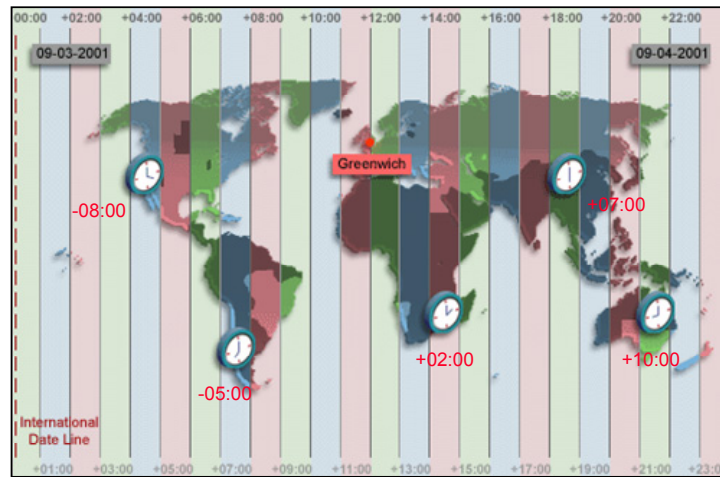 00:00 +02:00 +04:00 +06:00 +08:00 +10:00 +12:00 +14:00 +16:00 +18:00 +20:00 +22:00
09-03-2001 09-04-2001
Greenwich
-08:00 +07:00
-05:00 +02:00 +10:00
International
Date Line
+01:00 +03:00 +05:00 +07:00 +09:00 +11:00 +13:00 +15:00 +17:00 +19:00 +21:00 +23:00